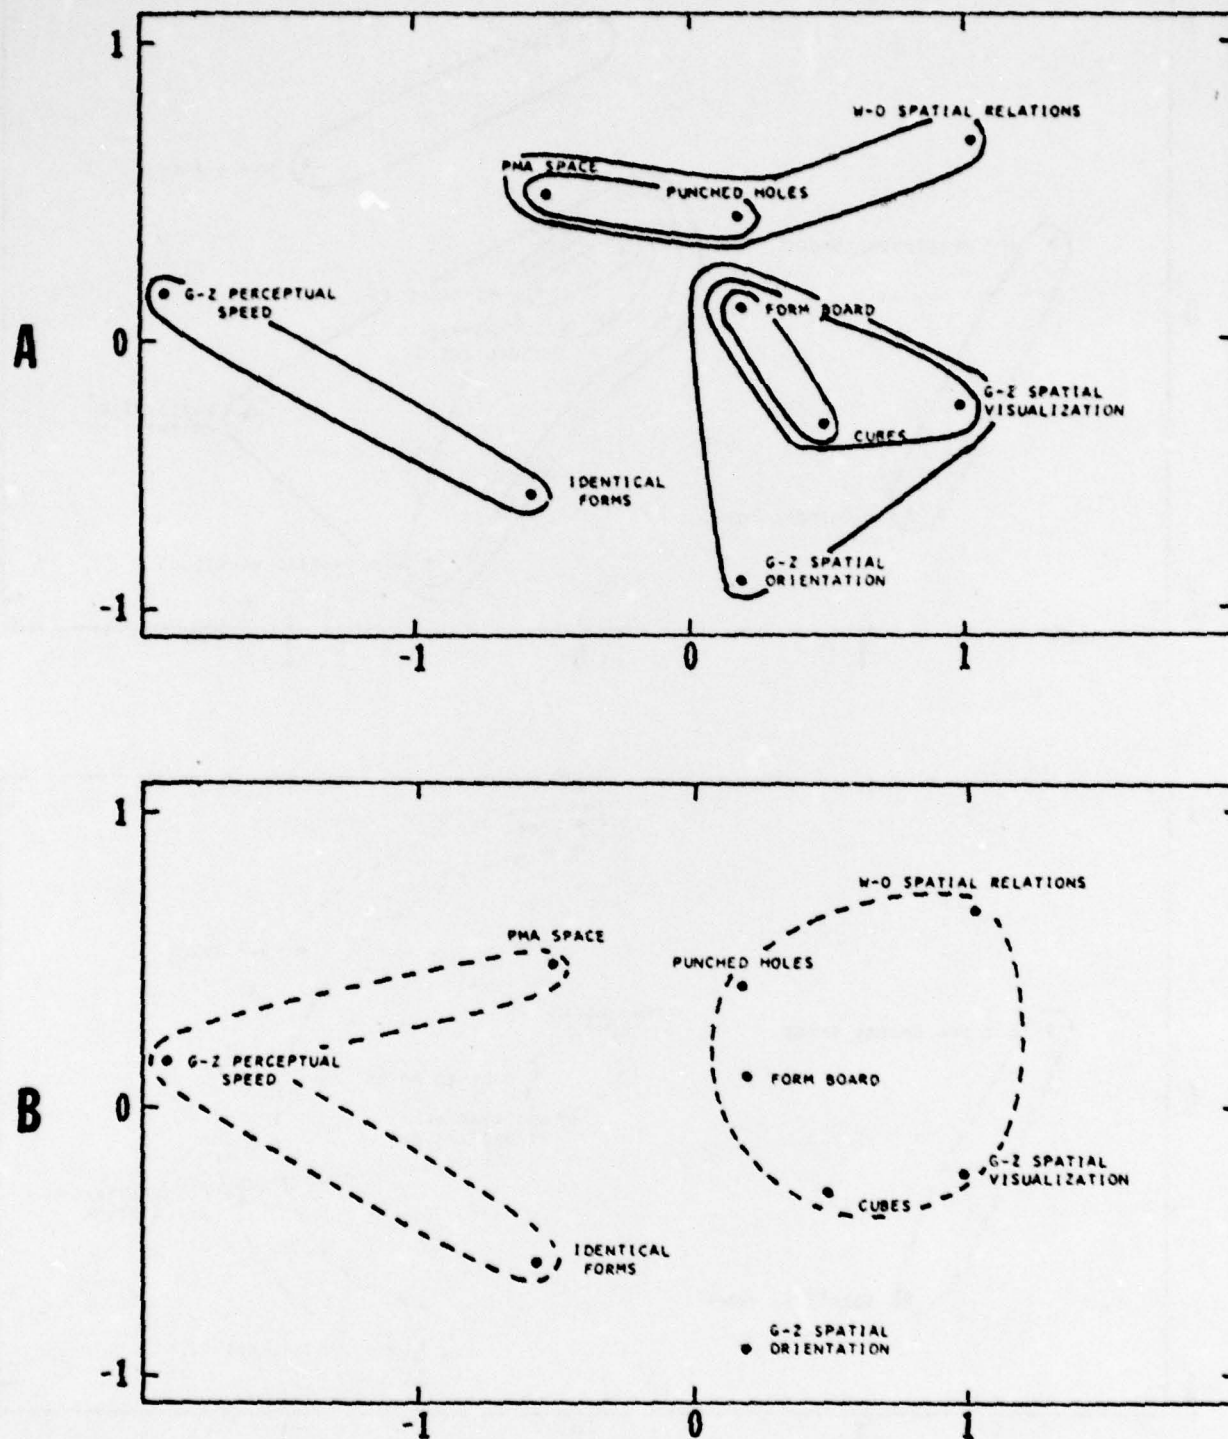 A
1
0
-1
-1
0
1
W-O SPATIAL RELATIONS
PMA SPACE
PUNCHED HOLES
G-Z PERCEPTUAL
SPEED
FORM BOARD
G-Z SPATIAL
VISUALIZATION
CUBES
IDENTICAL
FORMS
G-Z SPATIAL
ORIENTATION
B
1
0
-1
-1
0
1
W-O SPATIAL RELATIONS
PMA SPACE
PUNCHED HOLES
G-Z PERCEPTUAL
SPEED
FORM BOARD
G-Z SPATIAL
VISUALIZATION
CUBES
IDENTICAL
FORMS
G-Z SPATIAL
ORIENTATION